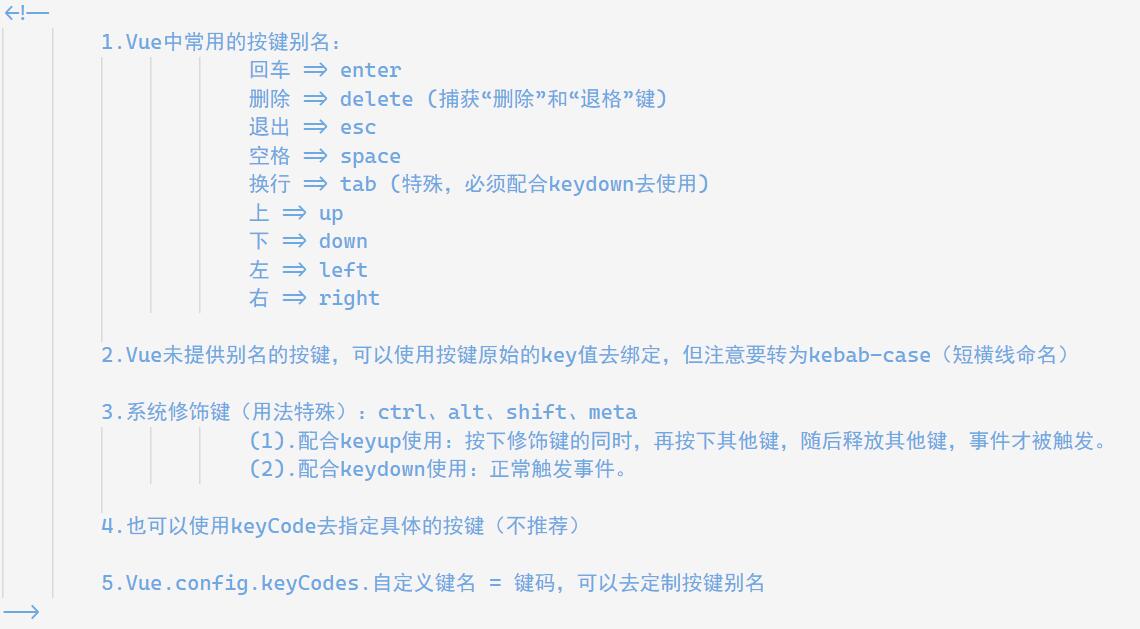 <!--
1.Vue中常用的按键别名：
回车 => enter
删除 => delete (捕获“删除”和“退格”键)
退出 => esc
空格 => space
换行 => tab (特殊，必须配合keydown去使用)
上 => up
下 => down
左 => left
右 => right
2.Vue未提供别名的按键，可以使用按键原始的key值去绑定，但注意要转为kebab-case（短横线命名）
3.系统修饰键（用法特殊）：ctrl、alt、shift、meta
(1).配合keyup使用：按下修饰键的同时，再按下其他键，随后释放其他键，事件才被触发。
(2).配合keydown使用：正常触发事件。
4.也可以使用keyCode去指定具体的按键（不推荐）
5.Vue.config.keyCodes.自定义键名 = 键码，可以去定制按键别名
-->